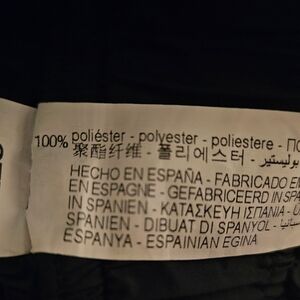 100% poliéster - polyester - poliestere - ПО
聚酯纤维 - 폴리에스터 - بوليستير -
HECHO EN ESPAÑA - FABRICADO EN
EN ESPAGNE - GEFABRICEERD IN SPA
IN SPANIEN - ΚΑΤΑΣΚΕΥΗ ΙΣΠΑΝΙΑ -
SPANIEN - DIBUAT DI SPANYOL -
ESPANYA - ESPAINIAN EGINA